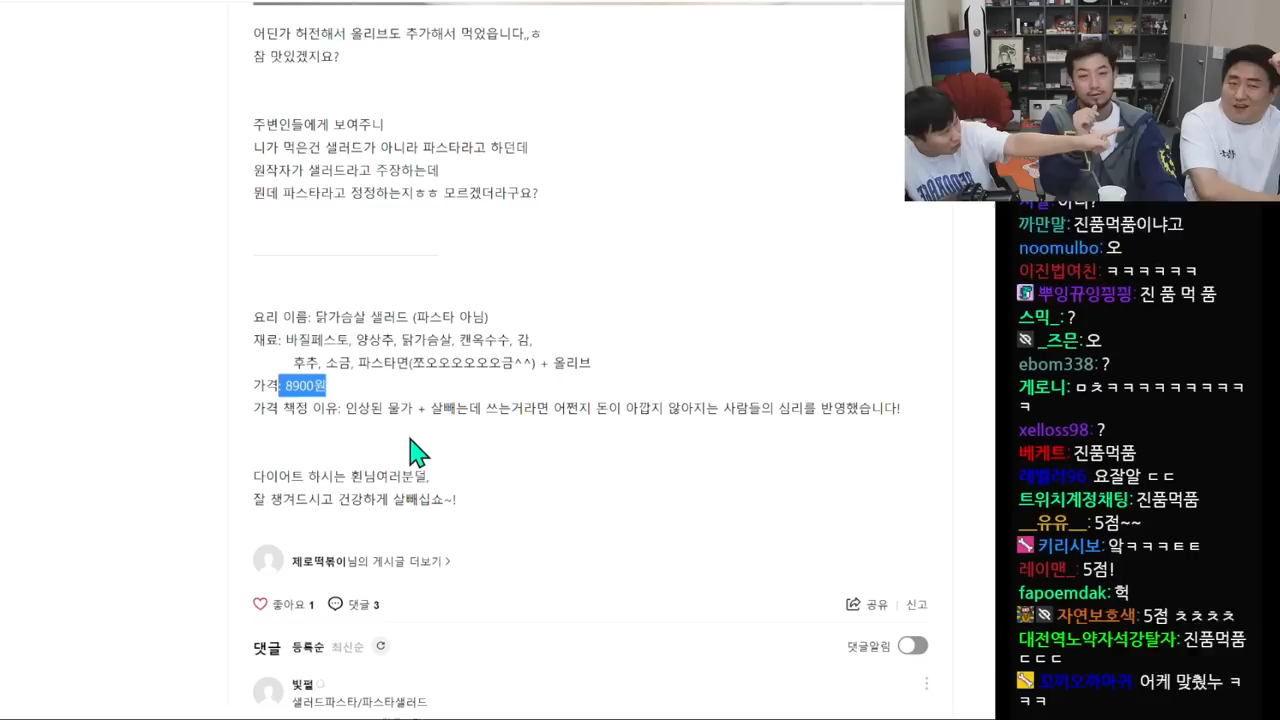 어딘가 허전해서 올리브도 추가해서 먹었읍니다,,ㅎ
참 맛있겠지요?
주변인들에게 보여주니
니가 먹은건 샐러드가 아니라 파스타라고 하던데
원작자가 샐러드라고 주장하는데
뭔데 파스타라고 정정하는지ㅎㅎ 모르겠더라구요?
요리 이름: 닭가슴살 샐러드 (파스타 아님)
재료: 바질페스토, 양상추, 닭가슴살, 캔옥수수, 김,
후추, 소금, 파스타면(쪼오오오오오오금^^) + 올리브
가격: 8900원
가격 책정 이유: 인상된 물가 + 살빼는데 쓰는거라면 어쩐지 돈이 아깝지 않아지는 사람들의 심리를 반영했습니다!
다이어트 하시는 횐님여러분덜,
잘 챙겨드시고 건강하게 살빼십쇼~!
제로떡볶이님의 게시글 더보기 >
좋아요 1 댓글 3
공유 신고
댓글 등록순 최신순
댓글알림
빛펄
샐러드파스타/파스타샐러드
까만말: 진품먹품이냐고
noomulbo: 오
이진법여친: ㅋㅋㅋㅋㅋㅋ
뿌잉뀨잉낑낑: 진 품 먹 품
스믹_: ?
_즈믄: 오
ebom338: ?
게로니: ㅁㅊㅋㅋㅋㅋㅋㅋㅋㅋ
ㅋ
xelloss98: ?
베케트: 진품먹품
레벨러96: 요잘알 ㄷㄷ
트위치계정채팅: 진품먹품
__유유__: 5점~~
키리시보: 앜ㅋㅋㅋㅌㅌ
레이맨_: 5점!
fapoemdak: 헉
자연보호색: 5점 ㅊㅊㅊㅊ
대전역노약자석강탈자: 진품먹품
ㄷㄷㄷ
꼬끼오까마귀: 어케 맞췄누 ㅋ
ㅋㅋ